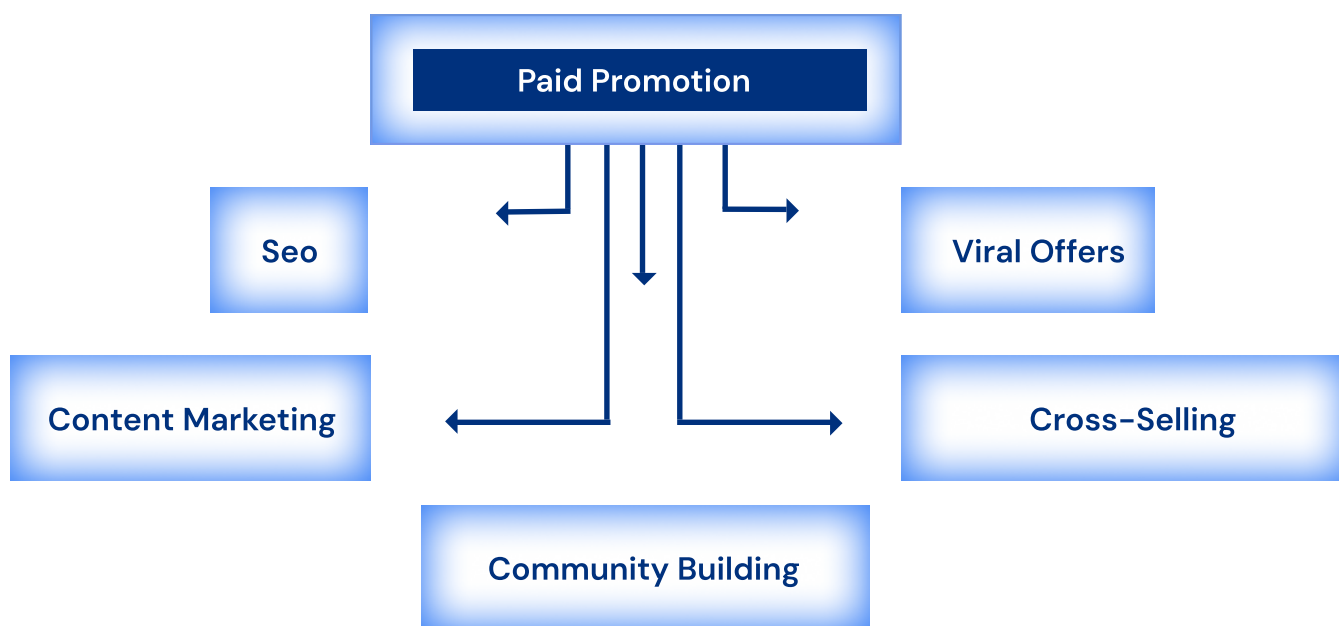 Paid Promotion
Seo
Viral Offers
Content Marketing
Cross-Selling
Community Building